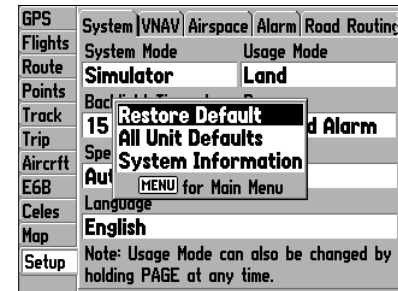 GPS
Flights
Route
Points
Track
Trip
Aircrft
E6B
Celes
Map
Setup
System VNAV Airspace Alarm Road Routing
System Mode Usage Mode
Simulator Land
15 d Alarm
Restore Default
All Unit Defaults
System Information
MENU for Main Menu
Spe
Aut
Language
English
Note: Usage Mode can also be changed by
holding PAGE at any time.